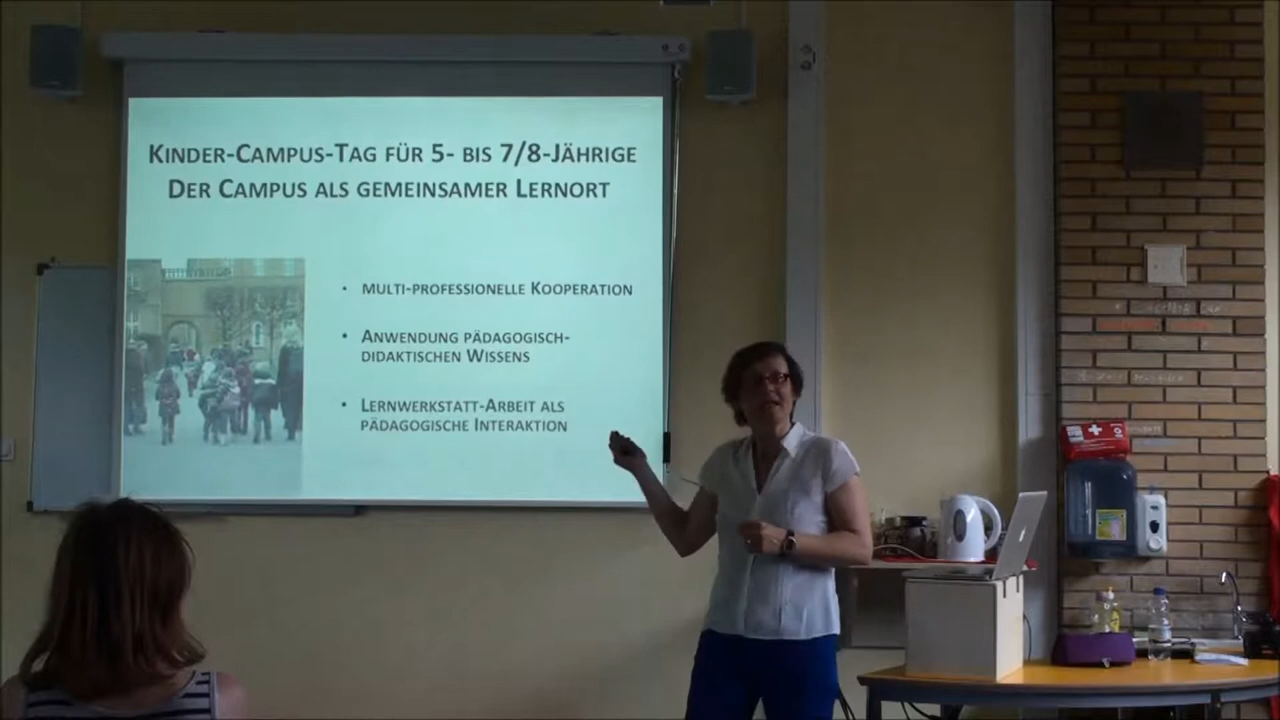 KINDER-CAMPUS-TAG FÜR 5- BIS 7/8-JÄHRIGE
DER CAMPUS ALS GEMEINSAMER LERNORT
• MULTI-PROFESSIONELLE KOOPERATION
• ANWENDUNG PÄDAGOGISCH-
DIDAKTISCHEN WISSENS
• LERNWERKSTATT-ARBEIT ALS
PÄDAGOGISCHE INTERAKTION